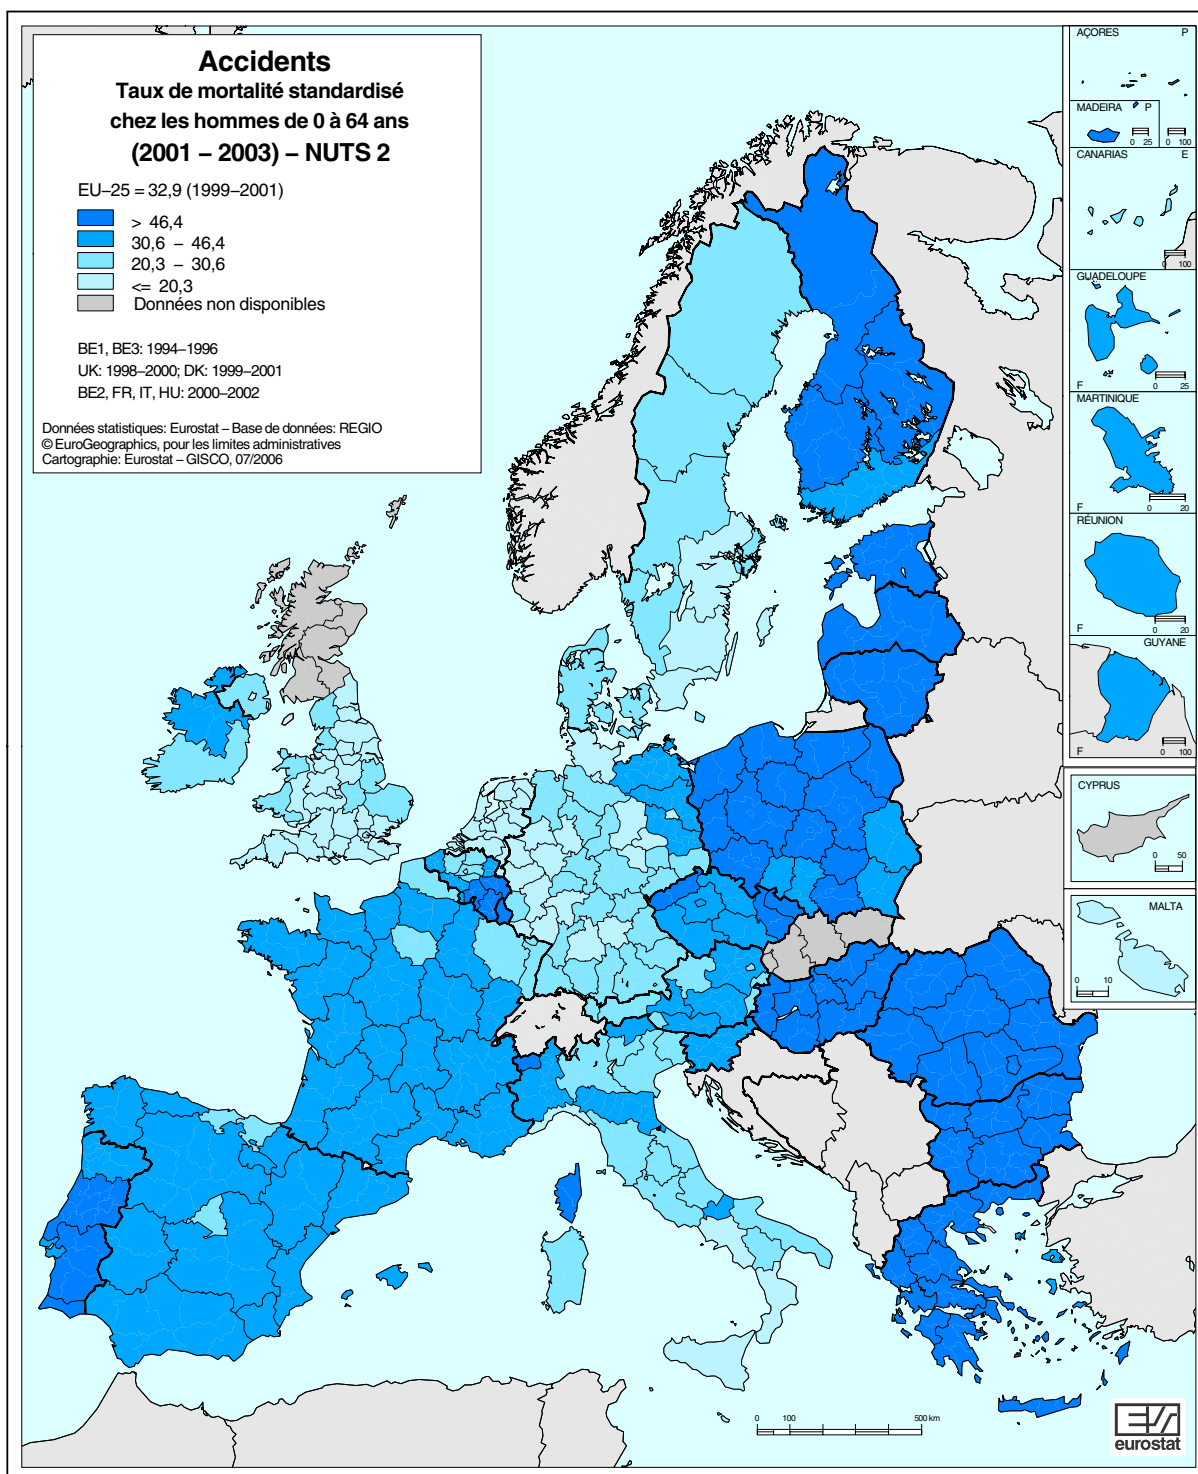 Accidents
Taux de mortalité standardisé
chez les hommes de 0 à 64 ans
(2001 – 2003) – NUTS 2
EU–25 = 32,9 (1999–2001)
> 46,4
30,6 – 46,4
20,3 – 30,6
<= 20,3
Données non disponibles
BE1, BE3: 1994–1996
UK: 1998–2000; DK: 1999–2001
BE2, FR, IT, HU: 2000–2002
Données statistiques: Eurostat – Base de données: REGIO
© EuroGeographics, pour les limites administratives
Cartographie: Eurostat – GISCO, 07/2006
AÇORES P
MADEIRA P
0 25
0 100
CANARIAS E
0 100
GUADELOUPE
F
0 25
MARTINIQUE
F
0 20
RÉUNION
F
0 20
GUYANE
F
0 100
CYPRUS
0 50
MALTA
0 10
0 100 500 km
eurostat